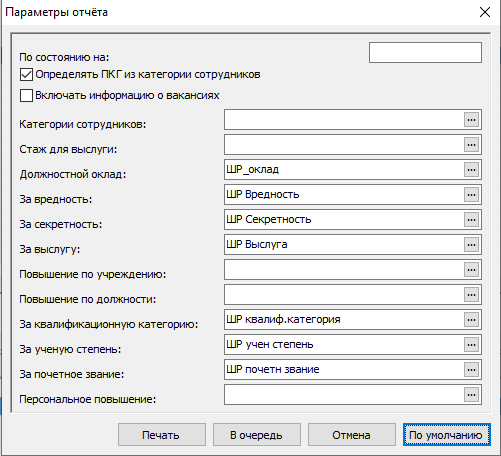 Параметры отчёта
По состоянию на:
Определять ПКГ из категории сотрудников
Включать информацию о вакансиях
Категории сотрудников: ...
Стаж для выслуги: ...
Должностной оклад: ШР_оклад ...
За вредность: ШР Вредность ...
За секретность: ШР Секретность ...
За выслугу: ШР Выслуга ...
Повышение по учреждению: ...
Повышение по должности: ...
За квалификационную категорию: ШР квалиф.категория ...
За ученую степень: ШР учен степень ...
За почетное звание: ШР почетн звание ...
Персональное повышение: ...
Печать В очередь Отмена По умолчанию